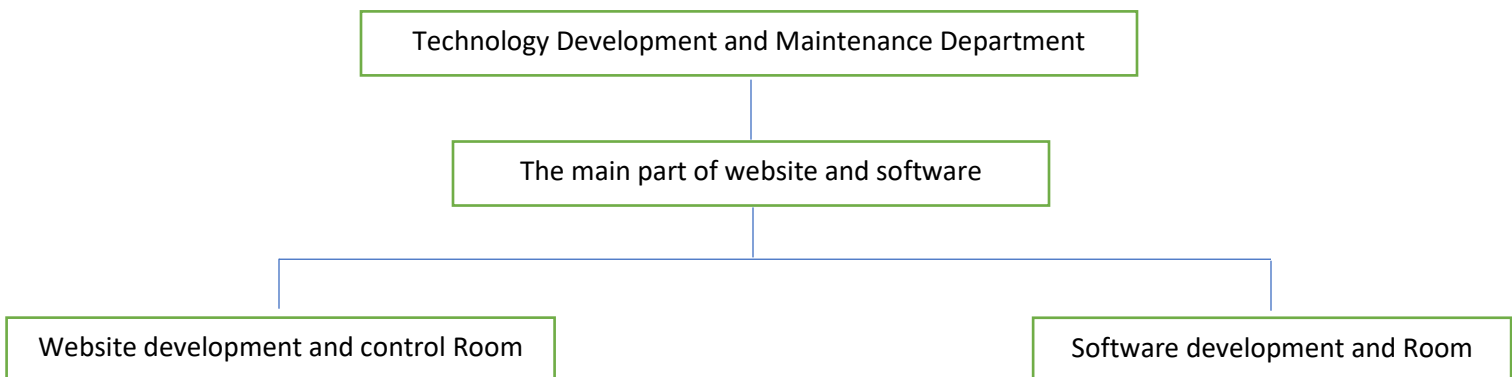 Technology Development and Maintenance Department
The main part of website and software
Website development and control Room
Software development and Room